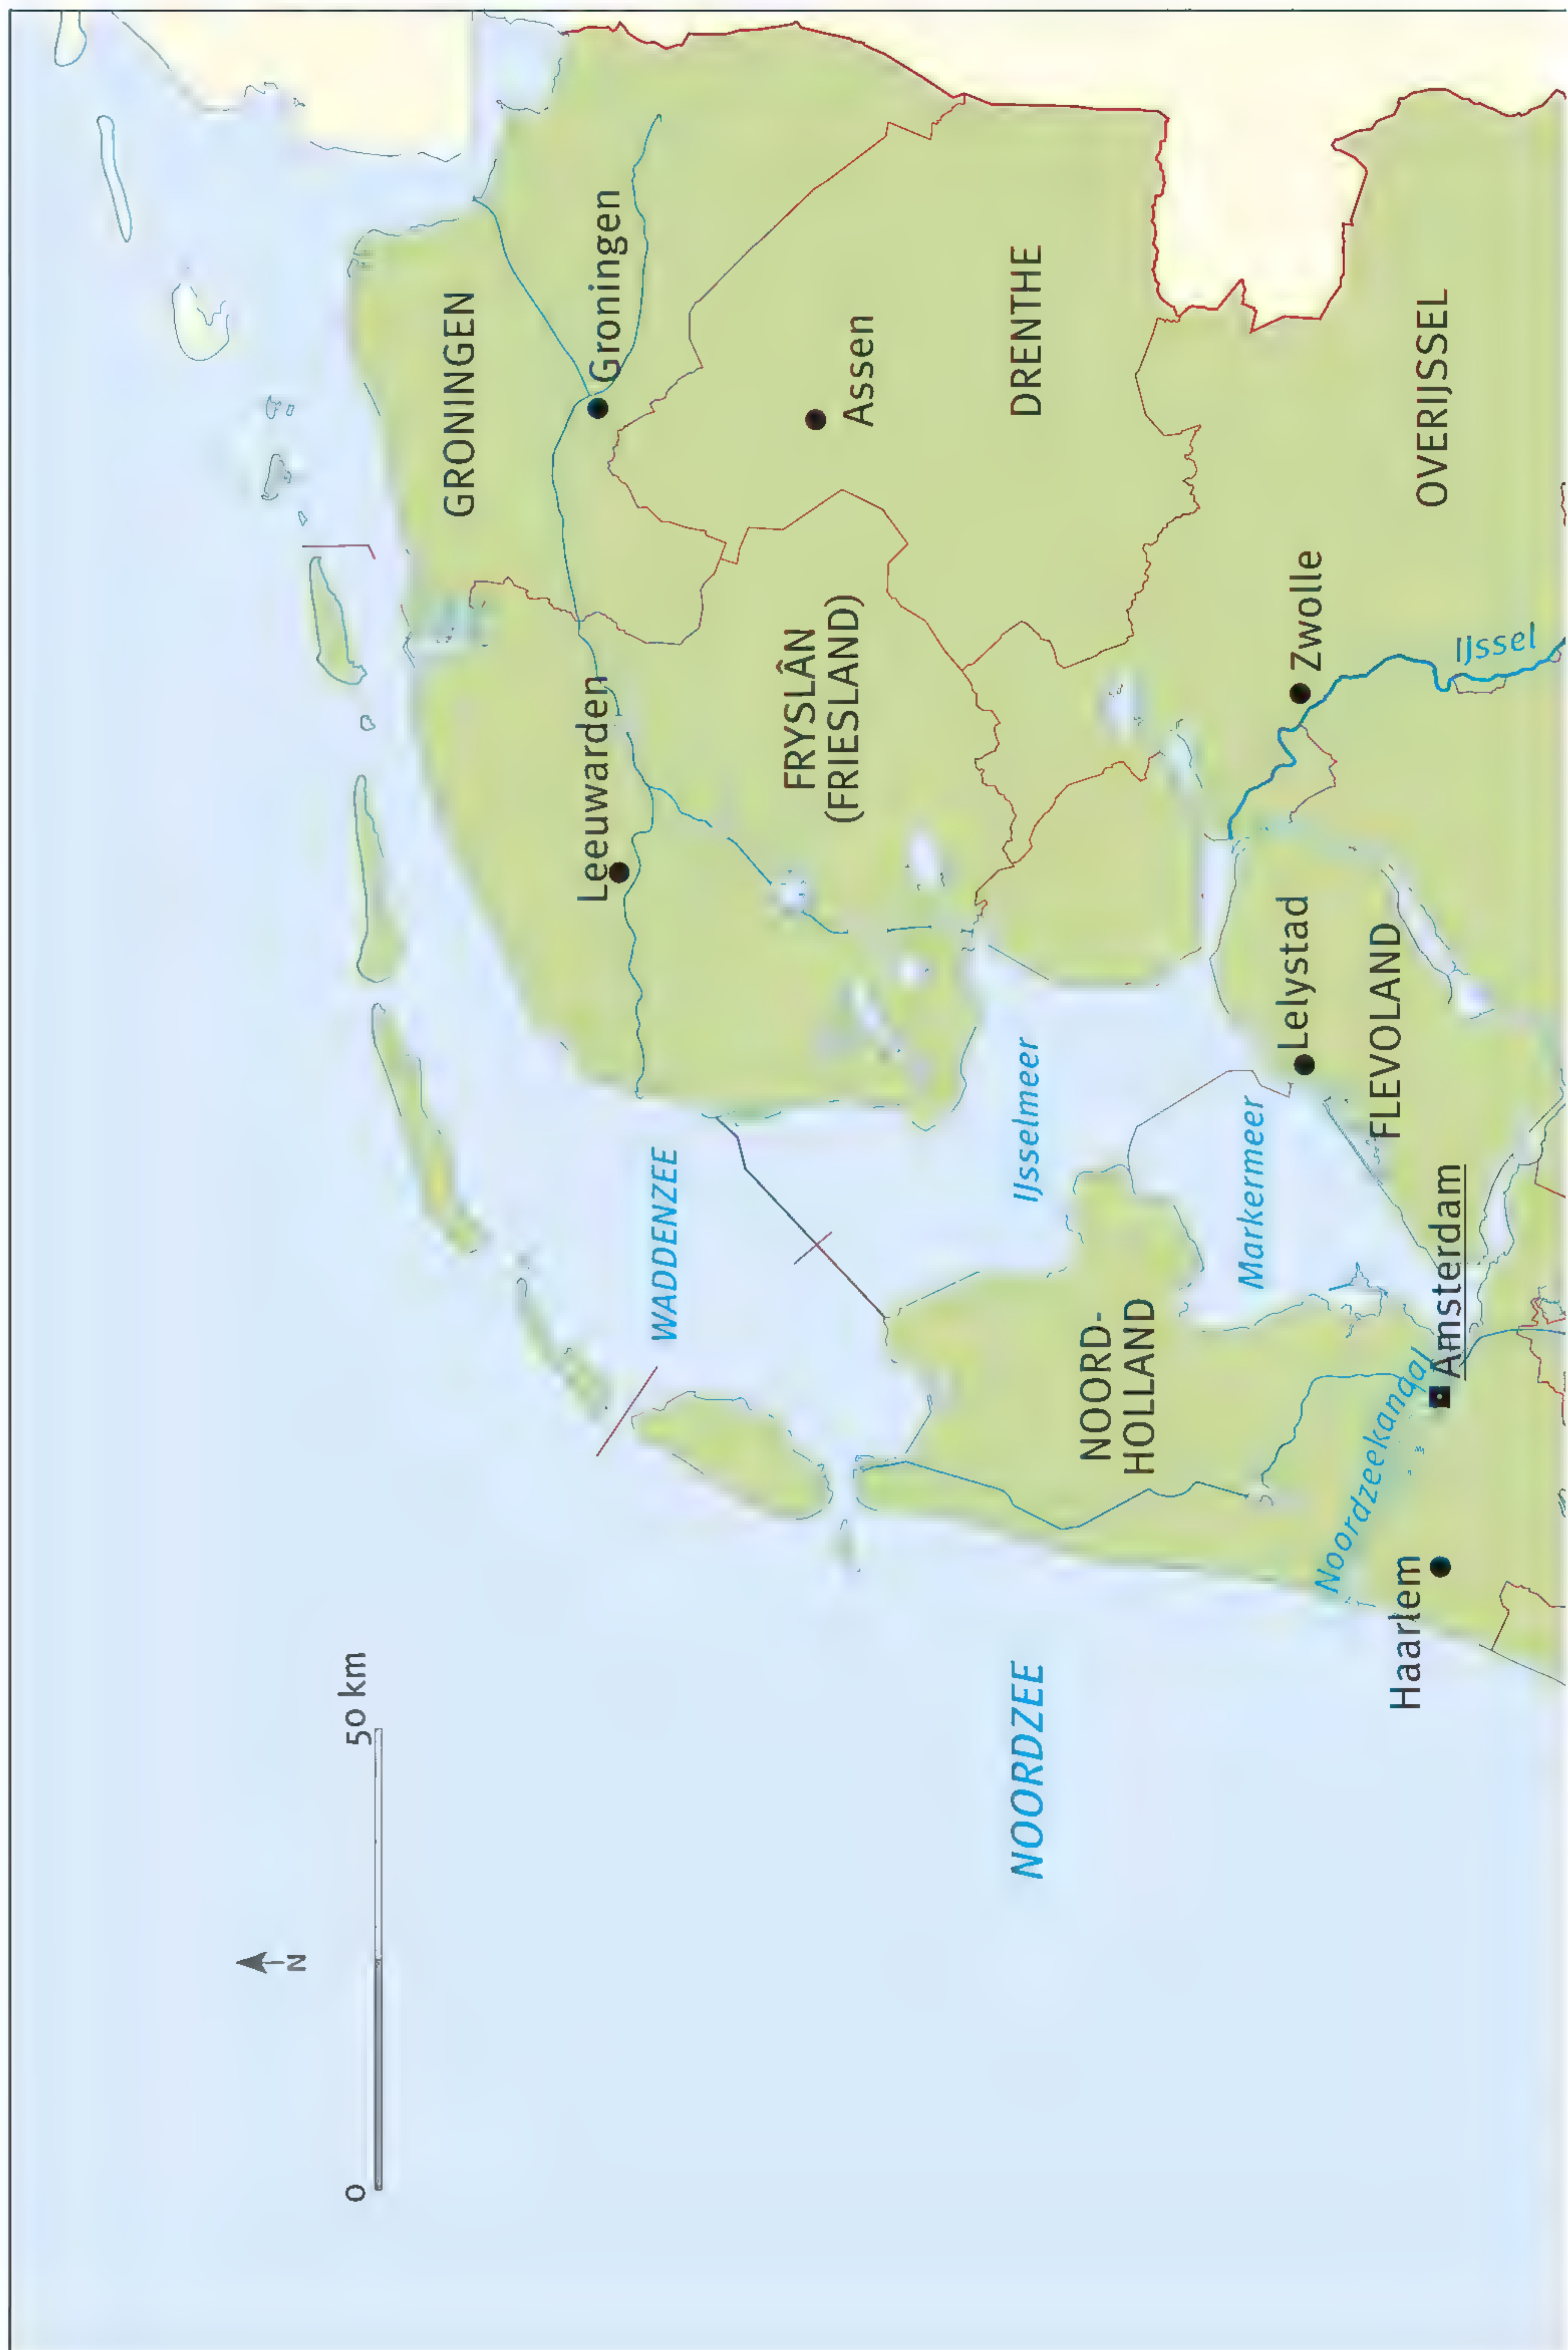 0
50 km
N
GRONINGEN
Groningen
Leeuwarden
Assen
WADDENZEE
FRYSLÂN
(FRIESLAND)
DRENTHE
NOORDZEE
IJsselmeer
NOORD-
HOLLAND
Markermeer
Lelystad
Zwolle
OVERIJSSEL
FLEVOLAND
IJssel
Noordzeekanaal
Haarlem
Amsterdam